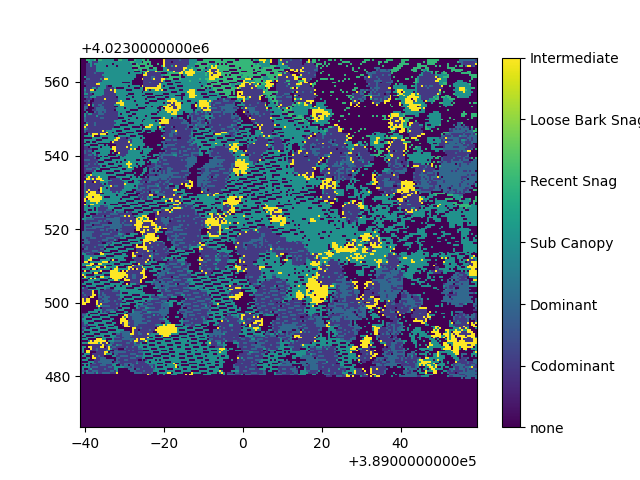 +4.0230000000e6
560
540
520
500
480
−40
−20
0
20
40
+3.8900000000e5
Intermediate
Loose Bark Snag
Recent Snag
Sub Canopy
Dominant
Codominant
none